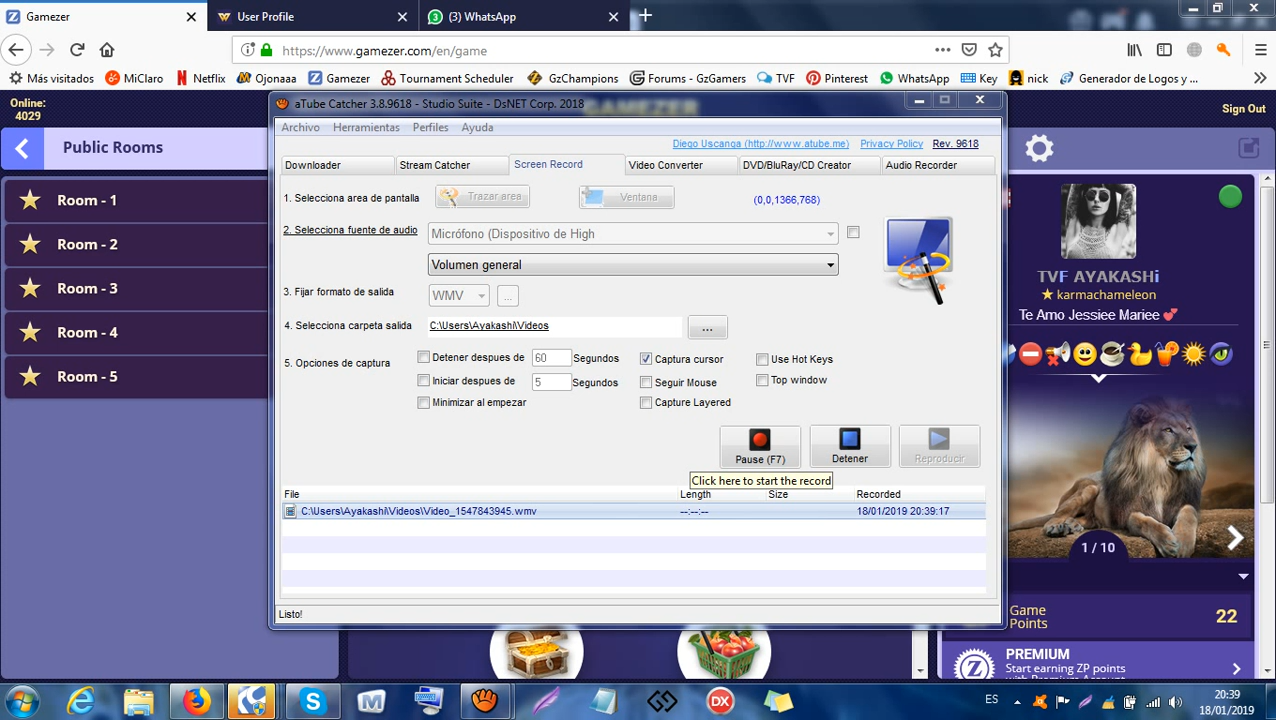 Gamezer
User Profile
(3) WhatsApp
https://www.gamezer.com/en/game
Más visitados
MiClaro
Netflix
Ojonaaa
Gamezer
Tournament Scheduler
GzChampions
Forums - GzGamers
TVF
Pinterest
WhatsApp
Key
nick
Generador de Logos y ...
Online:
4029
GAMEZER
Sign Out
Public Rooms
Room - 1
Room - 2
Room - 3
Room - 4
Room - 5
aTube Catcher 3.8.9618 - Studio Suite - DsNET Corp. 2018
Archivo Herramientas Perfiles Ayuda
Diego Uscanga (http://www.atube.me) Privacy Policy Rev. 9618
Downloader Stream Catcher Screen Record Video Converter DVD/BluRay/CD Creator Audio Recorder
1. Selecciona area de pantalla Trazar area Ventana (0,0,1366,768)
2. Selecciona fuente de audio Micrófono (Dispositivo de High
Volumen general
3. Fijar formato de salida WMV ...
4. Selecciona carpeta salida C:\Users\Ayakashi\Videos ...
5. Opciones de captura
Detener despues de 60 Segundos Captura cursor Use Hot Keys
Iniciar despues de 5 Segundos Seguir Mouse Top window
Minimizar al empezar Capture Layered
Pause (F7) Detener Reproducir
Click here to start the record
File Length Size Recorded
C:\Users\Ayakashi\Videos\Video_1547843945.wmv --:--:-- 18/01/2019 20:39:17
Listo!
TVF AYAKASHi
karmachameleon
Te Amo Jessiee Mariee 💕
1 / 10
Game
Points
22
PREMIUM
Start earning ZP points
with Premium Account
ES
20:39
18/01/2019